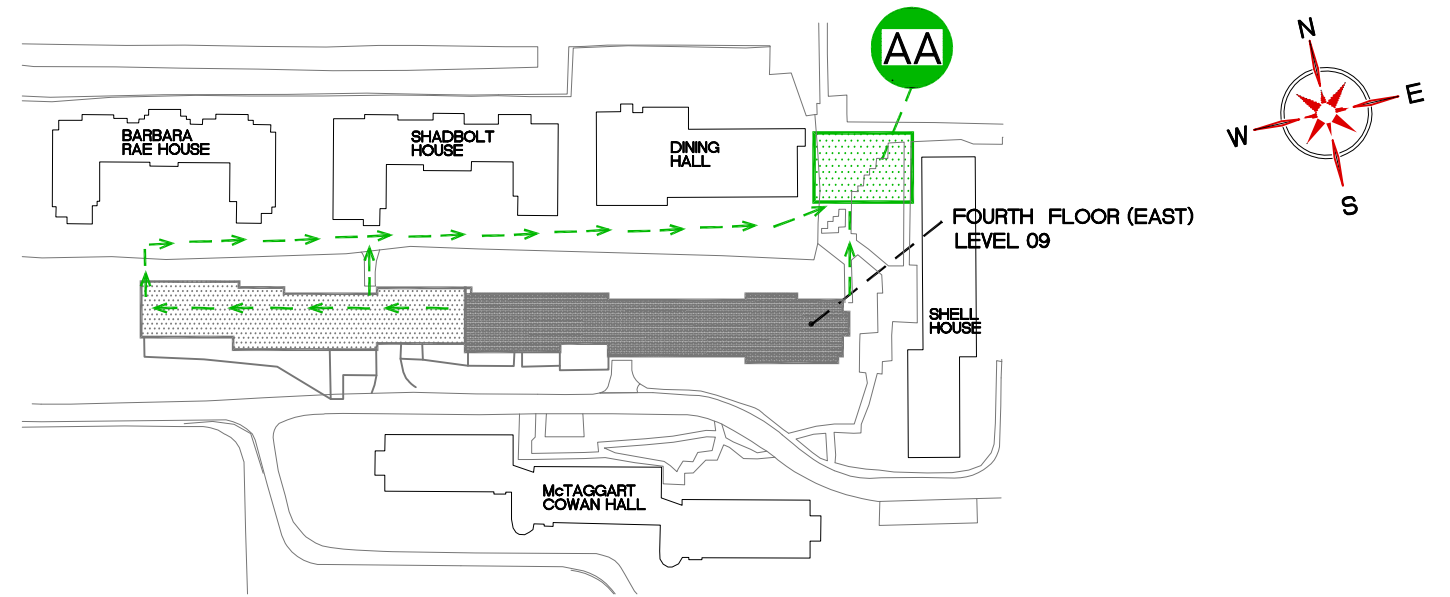 AA
N
E
W
S
BARBARA
RAE HOUSE
SHADBOLT
HOUSE
DINING
HALL
FOURTH FLOOR (EAST)
LEVEL 09
SHELL
HOUSE
McTAGGART
COWAN HALL